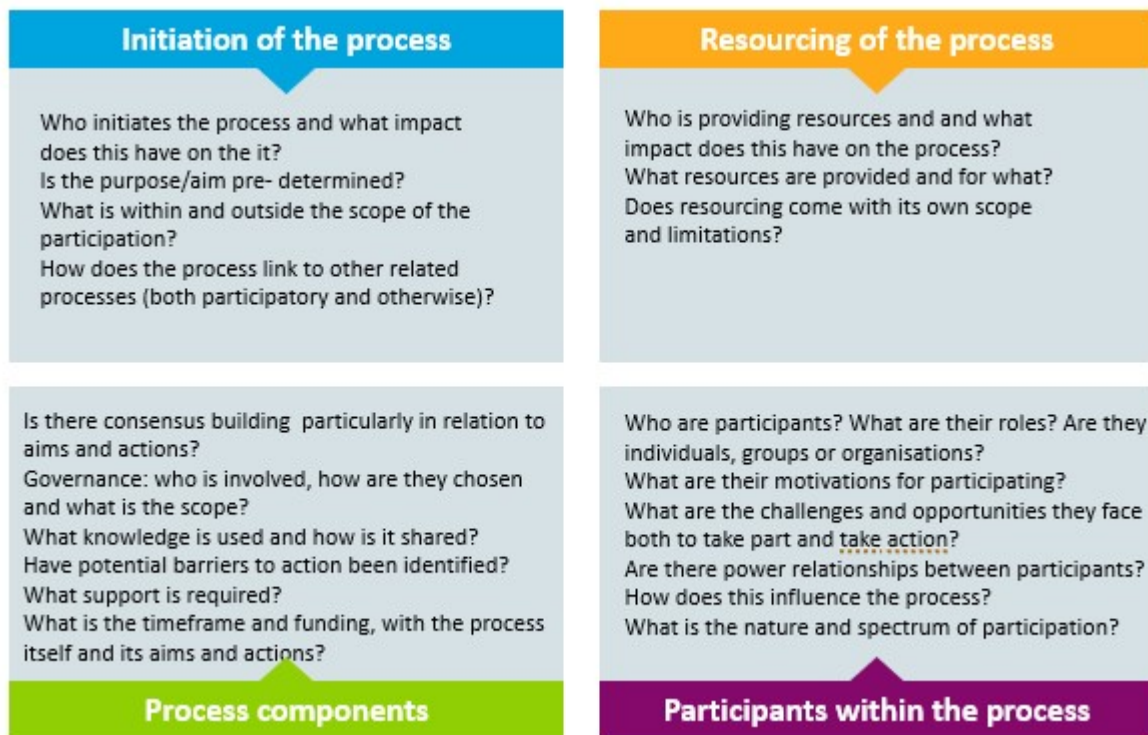 Initiation of the process
Who initiates the process and what impact
does this have on the it?
Is the purpose/aim pre- determined?
What is within and outside the scope of the
participation?
How does the process link to other related
processes (both participatory and otherwise)?
Resourcing of the process
Who is providing resources and and what
impact does this have on the process?
What resources are provided and for what?
Does resourcing come with its own scope
and limitations?
Is there consensus building particularly in relation to
aims and actions?
Governance: who is involved, how are they chosen
and what is the scope?
What knowledge is used and how is it shared?
Have potential barriers to action been identified?
What support is required?
What is the timeframe and funding, with the process
itself and its aims and actions?
Process components
Who are participants? What are their roles? Are they
individuals, groups or organisations?
What are their motivations for participating?
What are the challenges and opportunities they face
both to take part and take action?
Are there power relationships between participants?
How does this influence the process?
What is the nature and spectrum of participation?
Participants within the process